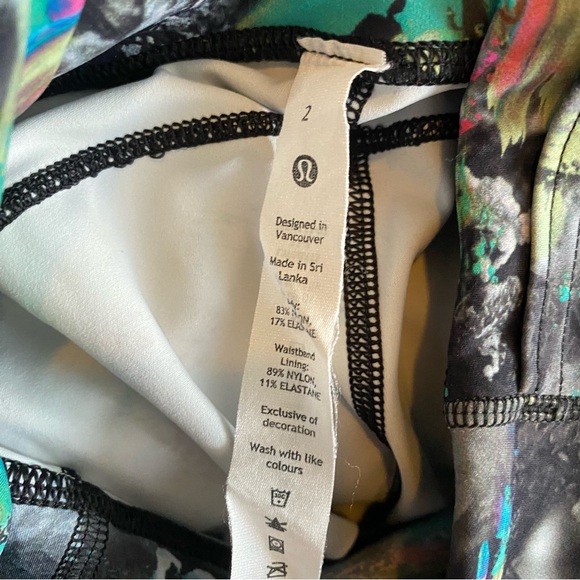 2
Designed in
Vancouver
Made in Sri
Lanka
83%
17%
Waistband
Lining:
89% NYLON,
11% ELASTANE
Exclusive of
decoration
Wash with like
colours